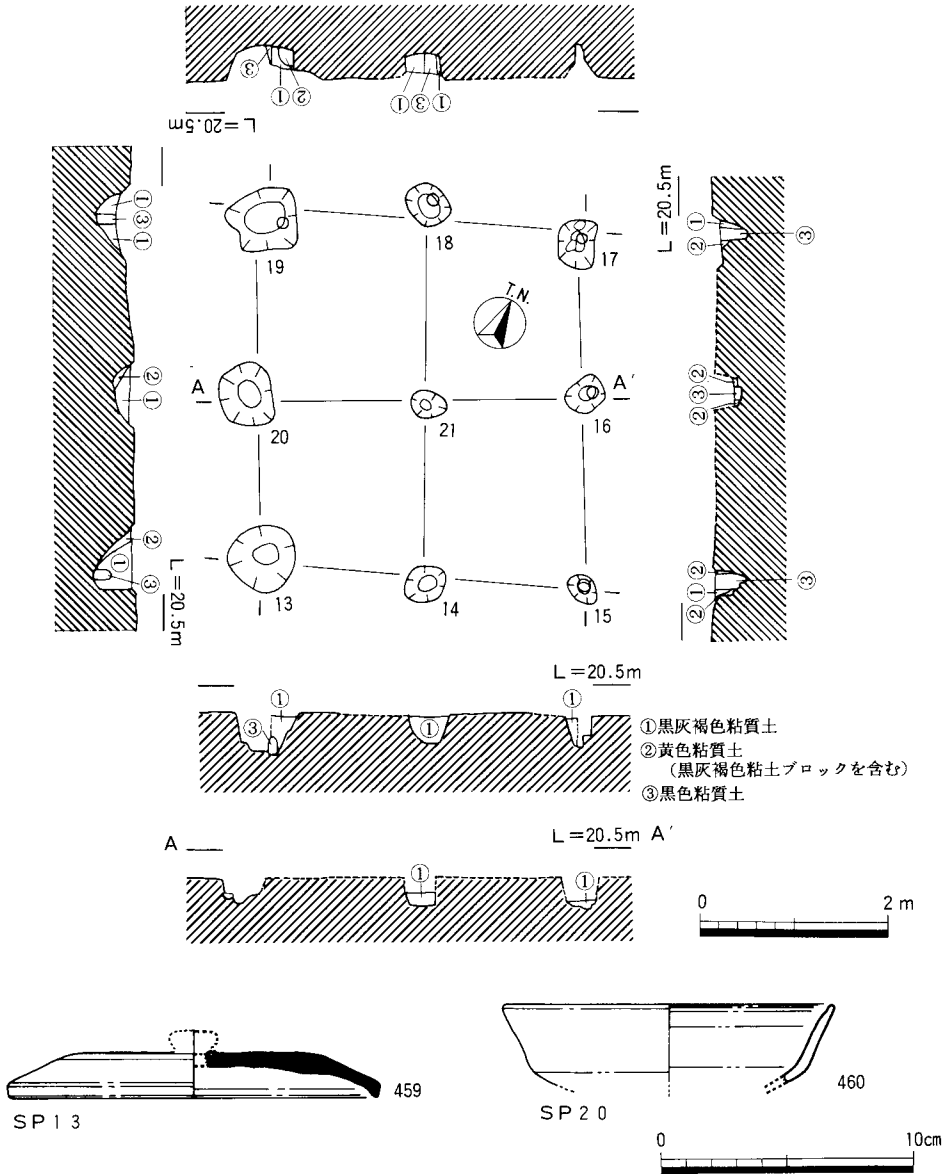 ③ ① ② ① ③ ①
L=20.5m
① ③ ①
② ①
② ① ③
L=20.5m
19
18
17
T.N.
A
20
21
16
A′
13
14
15
L=20.5m
① ② ③
② ③ ②
② ① ② ③
L=20.5m
③ ① ① ①
①黒灰褐色粘質土
②黄色粘質土
(黒灰褐色粘土ブロックを含む)
③黒色粘質土
A
L=20.5m A′
① ①
0 2m
459
SP13
460
SP20
0 10cm